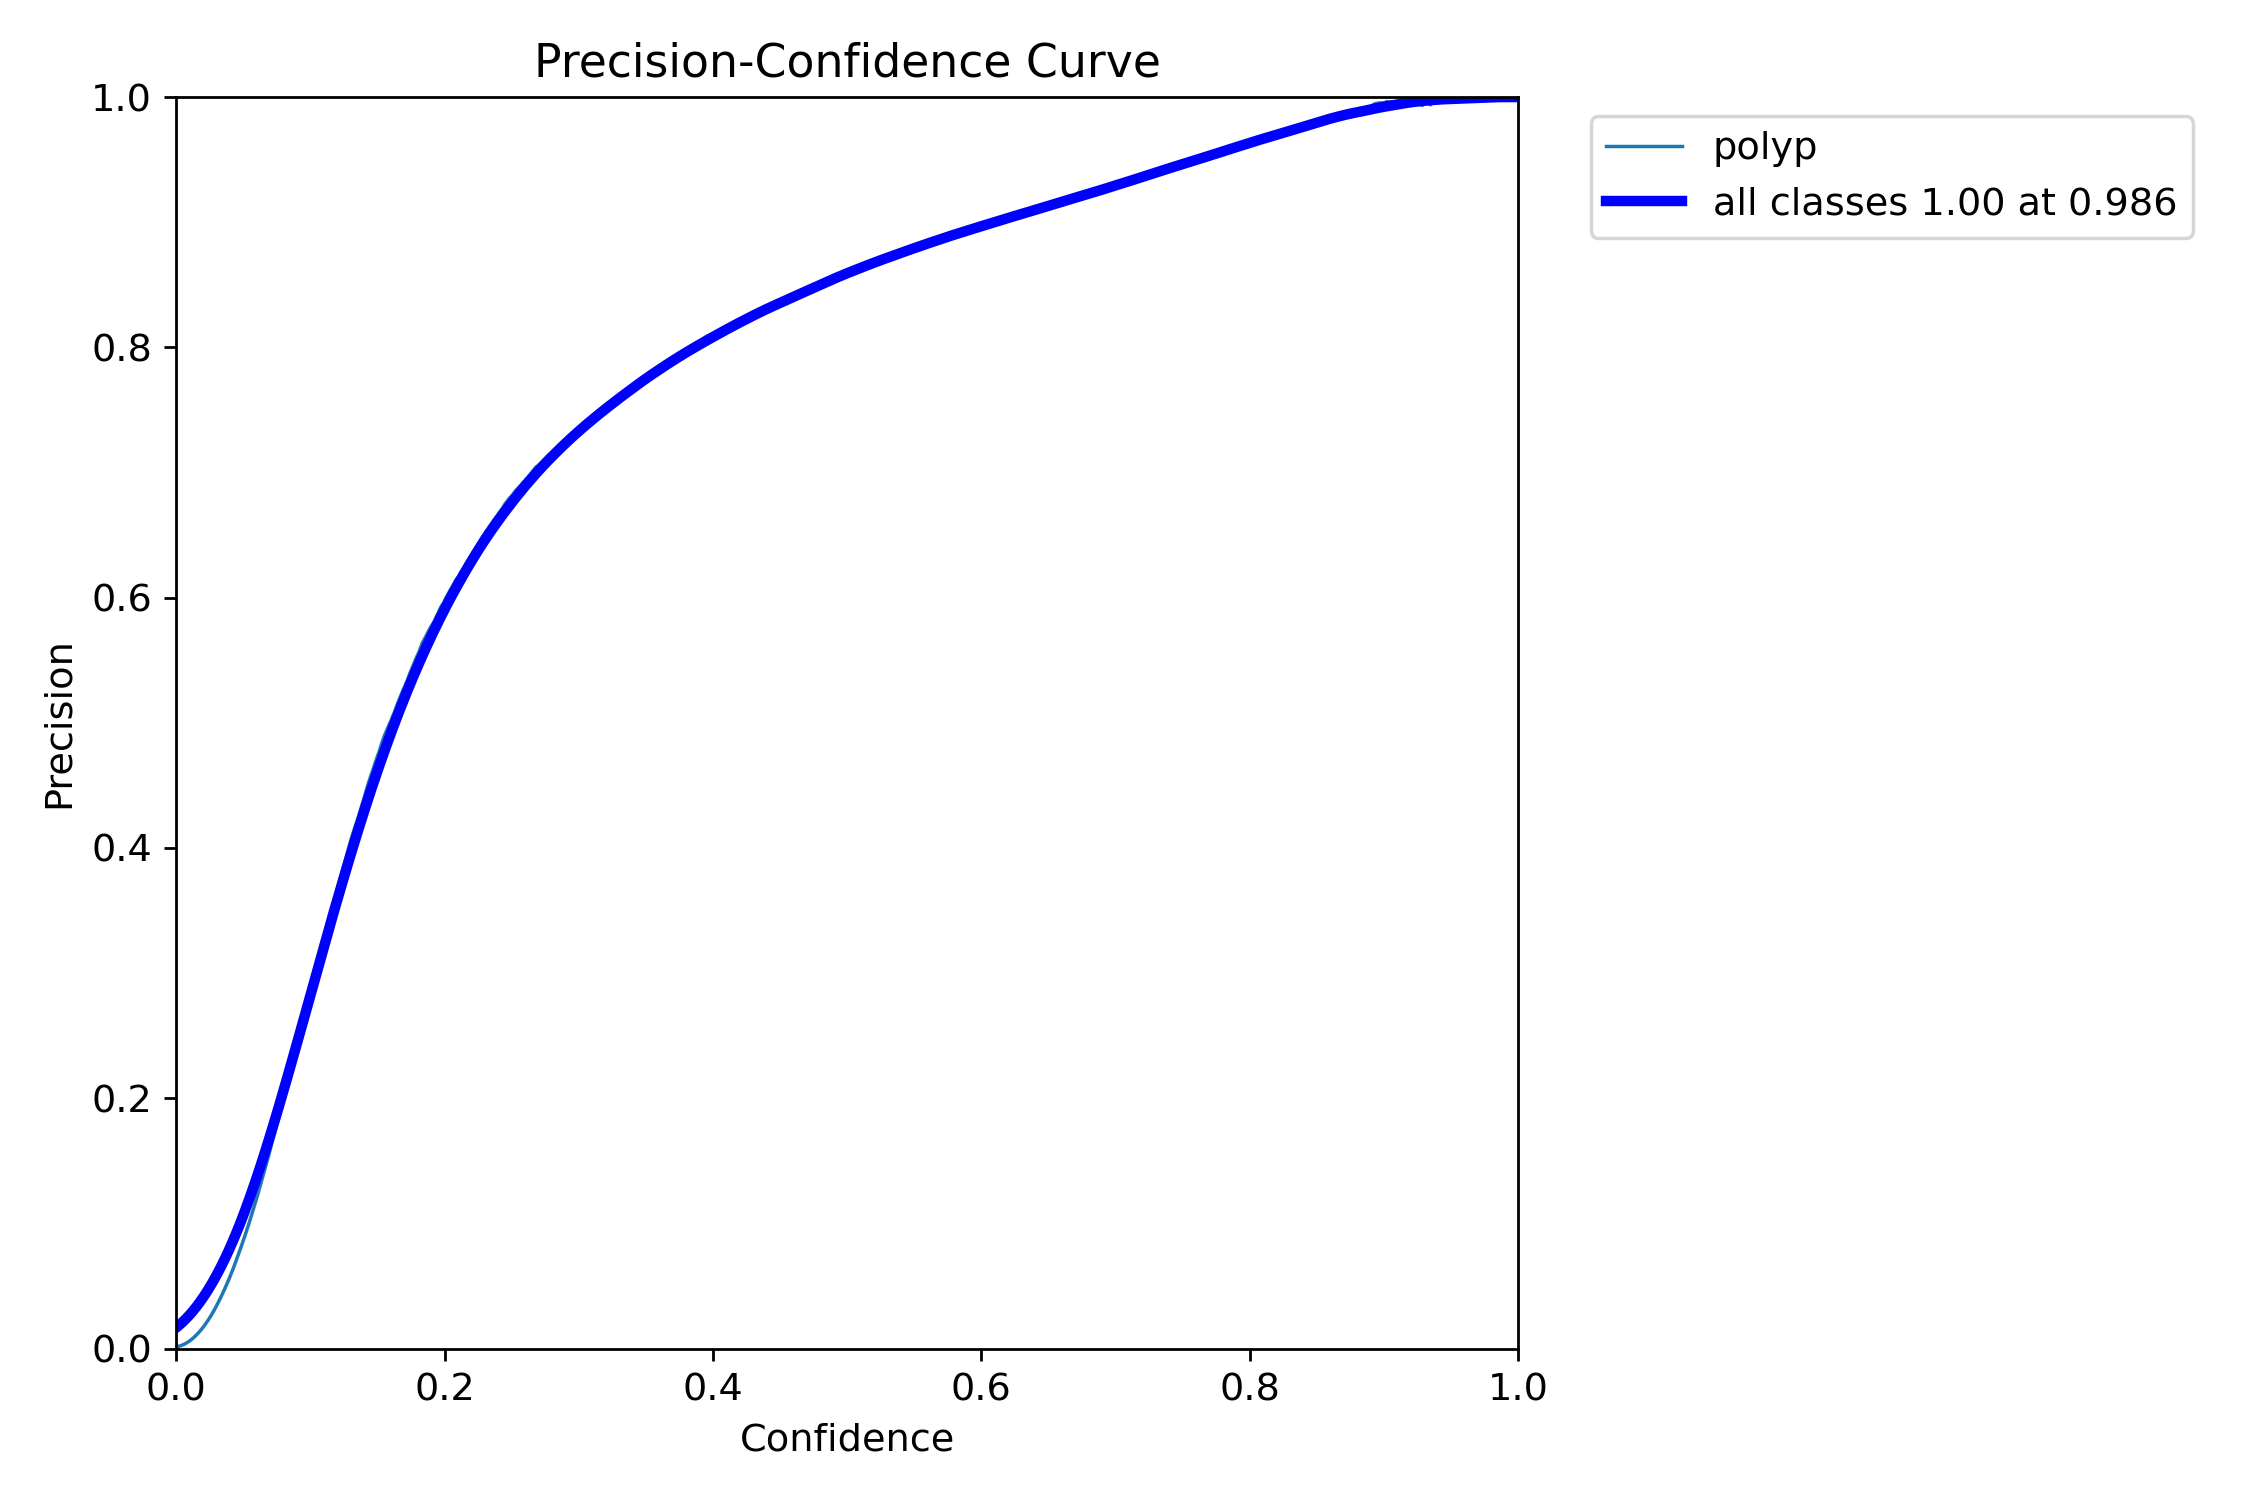 Precision-Confidence Curve
polyp
all classes 1.00 at 0.986
1.0
0.8
0.6
0.4
0.2
0.0
Precision
0.0 0.2 0.4 0.6 0.8 1.0
Confidence